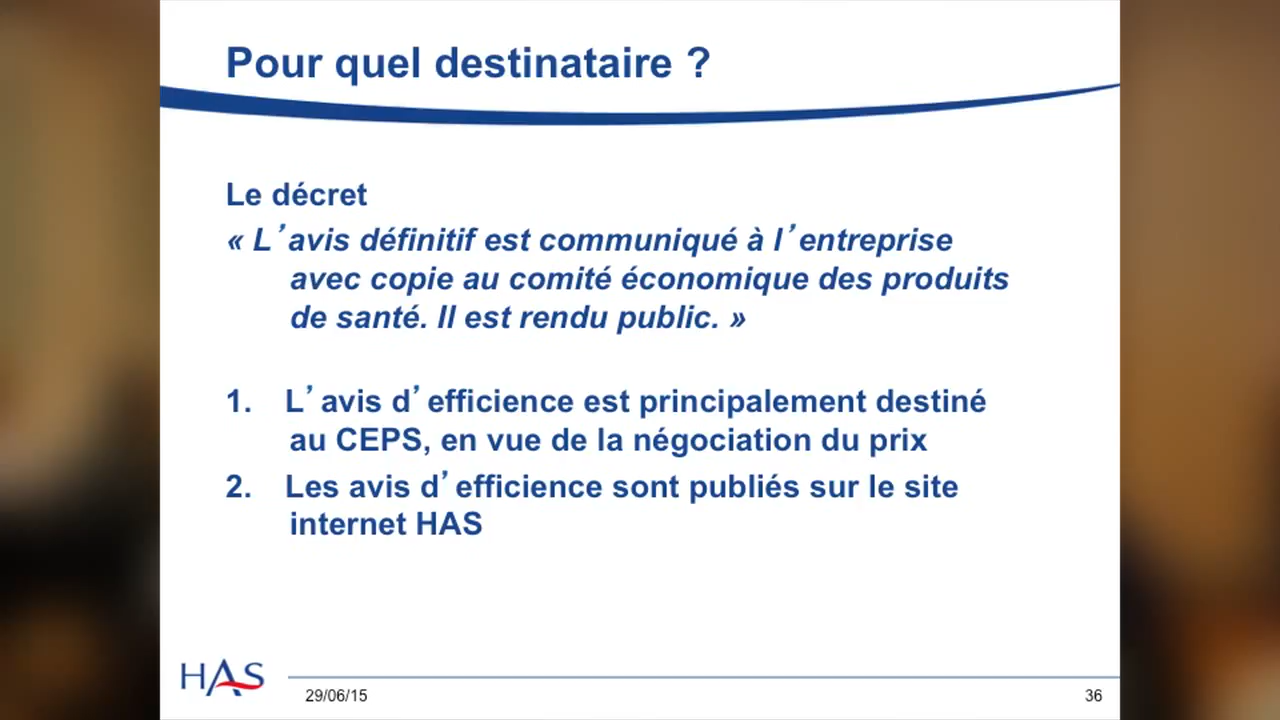 Pour quel destinataire ?
Le décret
« L’avis définitif est communiqué à l’entreprise
avec copie au comité économique des produits
de santé. Il est rendu public. »
1. L’avis d’efficience est principalement destiné
au CEPS, en vue de la négociation du prix
2. Les avis d’efficience sont publiés sur le site
internet HAS
HAS
29/06/15
36